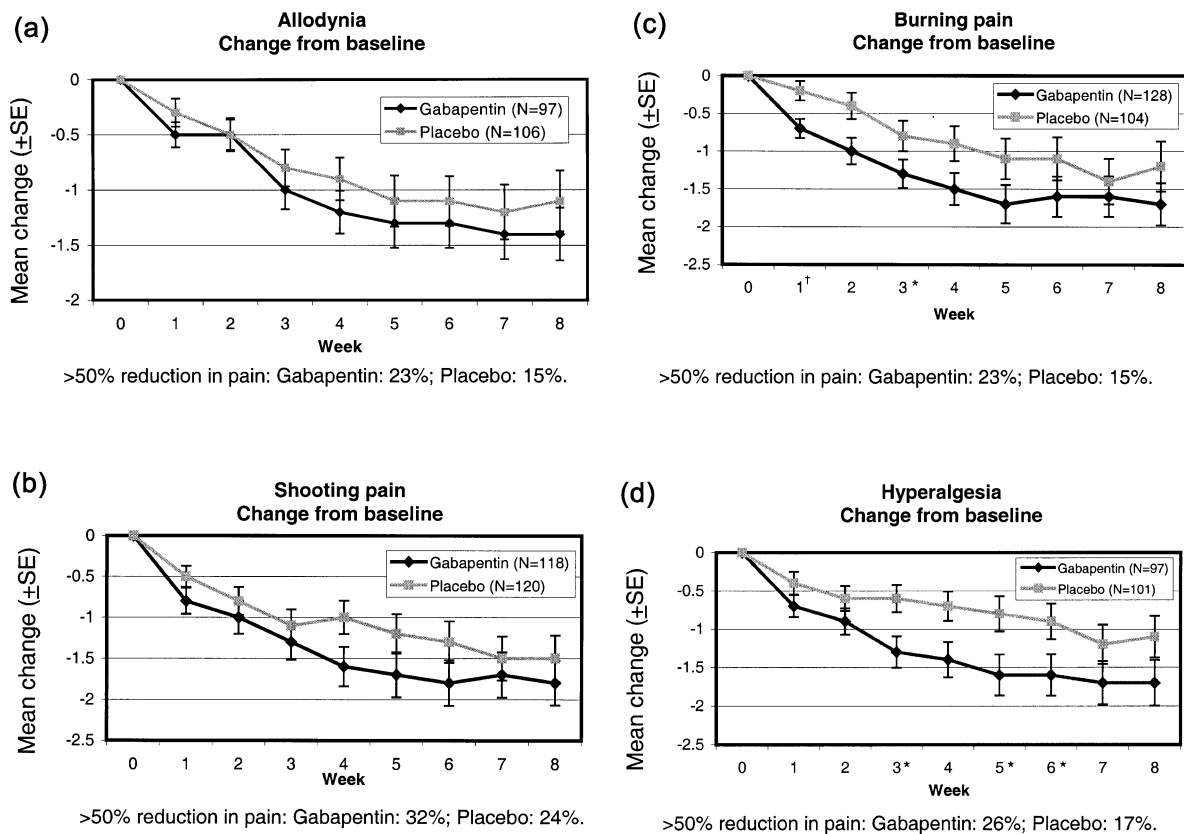 (a)
Allodynia
Change from baseline
Mean change (±SE)
0
-0.5
-1
-1.5
-2
Gabapentin (N=97)
Placebo (N=106)
0 1 2 3 4 5 6 7 8
Week
>50% reduction in pain: Gabapentin: 23%; Placebo: 15%.
(c)
Burning pain
Change from baseline
Mean change (±SE)
0
-0.5
-1
-1.5
-2
-2.5
Gabapentin (N=128)
Placebo (N=104)
0 1† 2 3* 4 5 6 7 8
Week
>50% reduction in pain: Gabapentin: 23%; Placebo: 15%.
(b)
Shooting pain
Change from baseline
Mean change (±SE)
0
-0.5
-1
-1.5
-2
-2.5
Gabapentin (N=118)
Placebo (N=120)
0 1 2 3 4 5 6 7 8
Week
>50% reduction in pain: Gabapentin: 32%; Placebo: 24%.
(d)
Hyperalgesia
Change from baseline
Mean change (±SE)
0
-0.5
-1
-1.5
-2
-2.5
Gabapentin (N=97)
Placebo (N=101)
0 1 2 3* 4 5* 6* 7 8
Week
>50% reduction in pain: Gabapentin: 26%; Placebo: 17%.